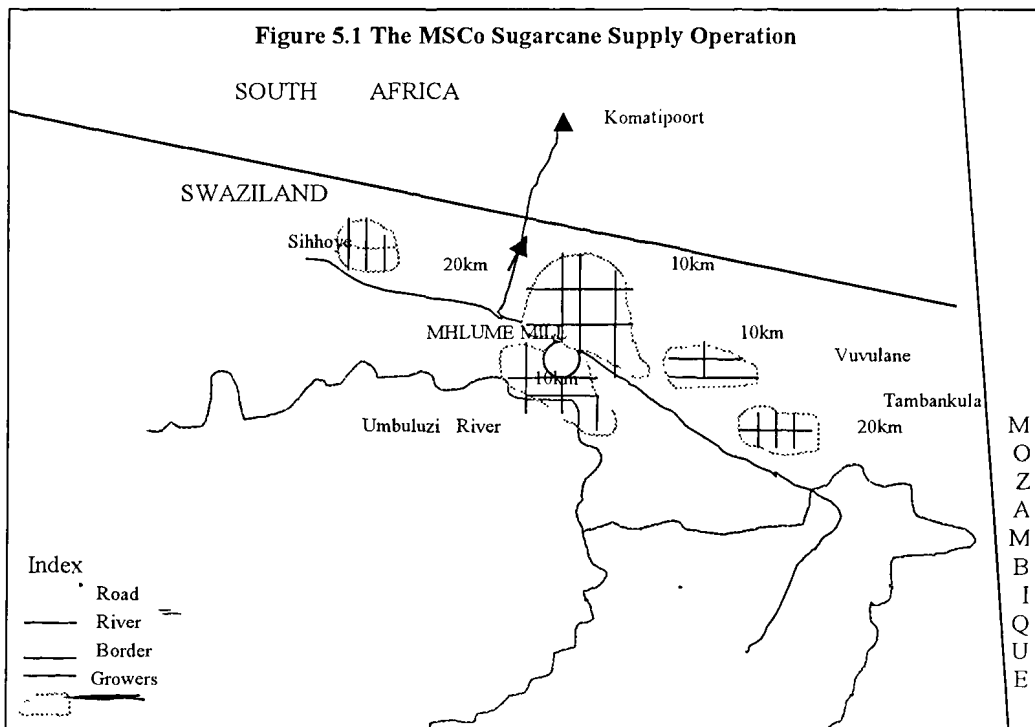 Figure 5.1 The MSCo Sugarcane Supply Operation
SOUTH AFRICA
Komatipoort
SWAZILAND
Sihhoye
20km
10km
MHLUME MILL
10km
10km
Vuvulane
Tambankula
20km
Umbuluzi River
MOZAMBIQUE
Index
Road
River
Border
Growers